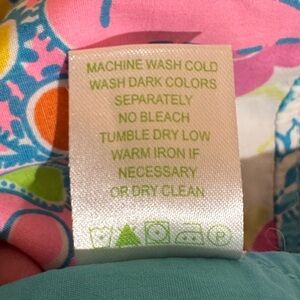 MACHINE WASH COLD
WASH DARK COLORS
SEPARATELY
NO BLEACH
TUMBLE DRY LOW
WARM IRON IF
NECESSARY
OR DRY CLEAN
P